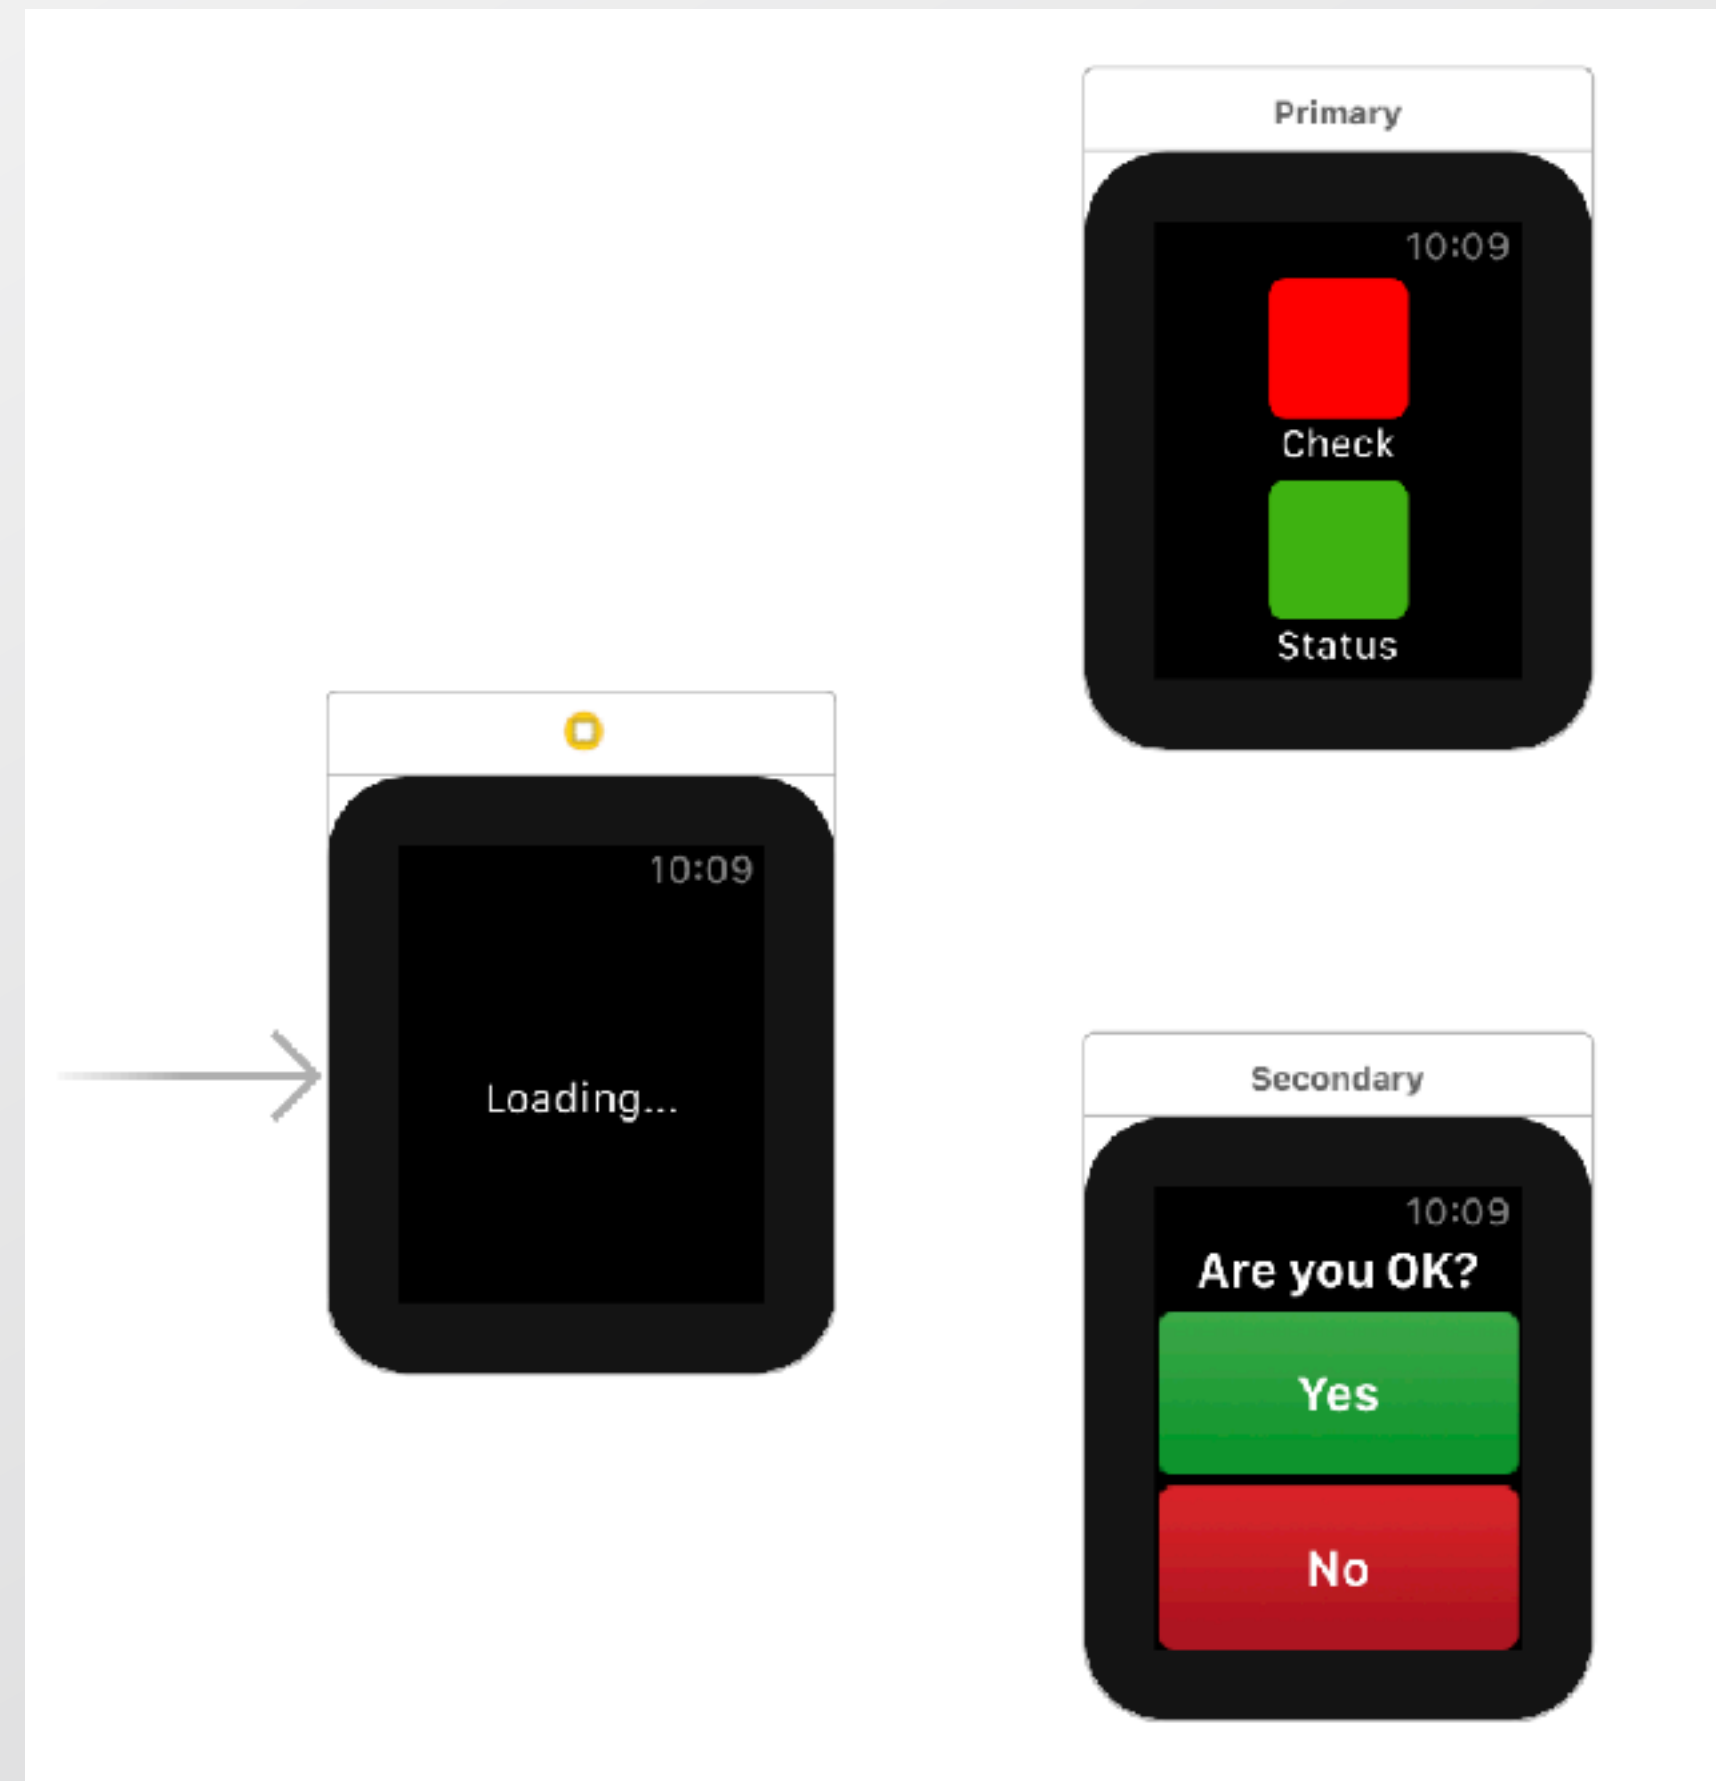 Primary
10:09
Check
Status
10:09
Loading...
Secondary
10:09
Are you OK?
Yes
No